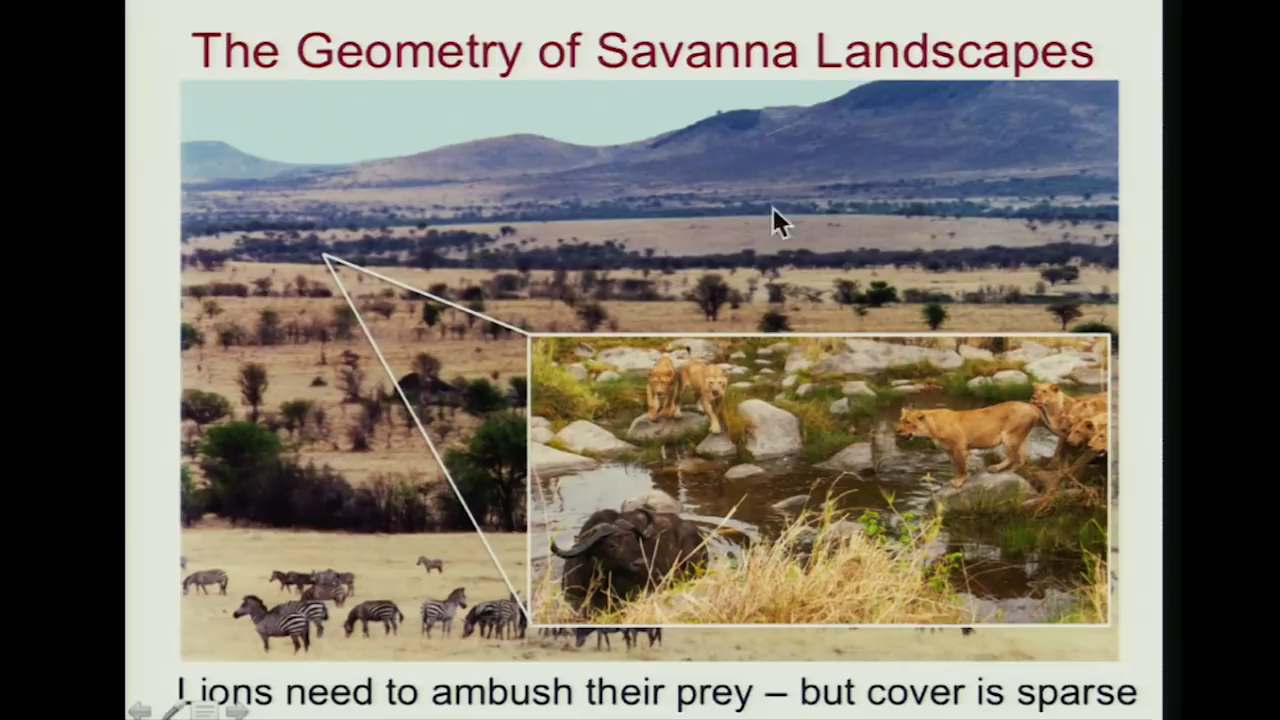 The Geometry of Savanna Landscapes
Lions need to ambush their prey – but cover is sparse